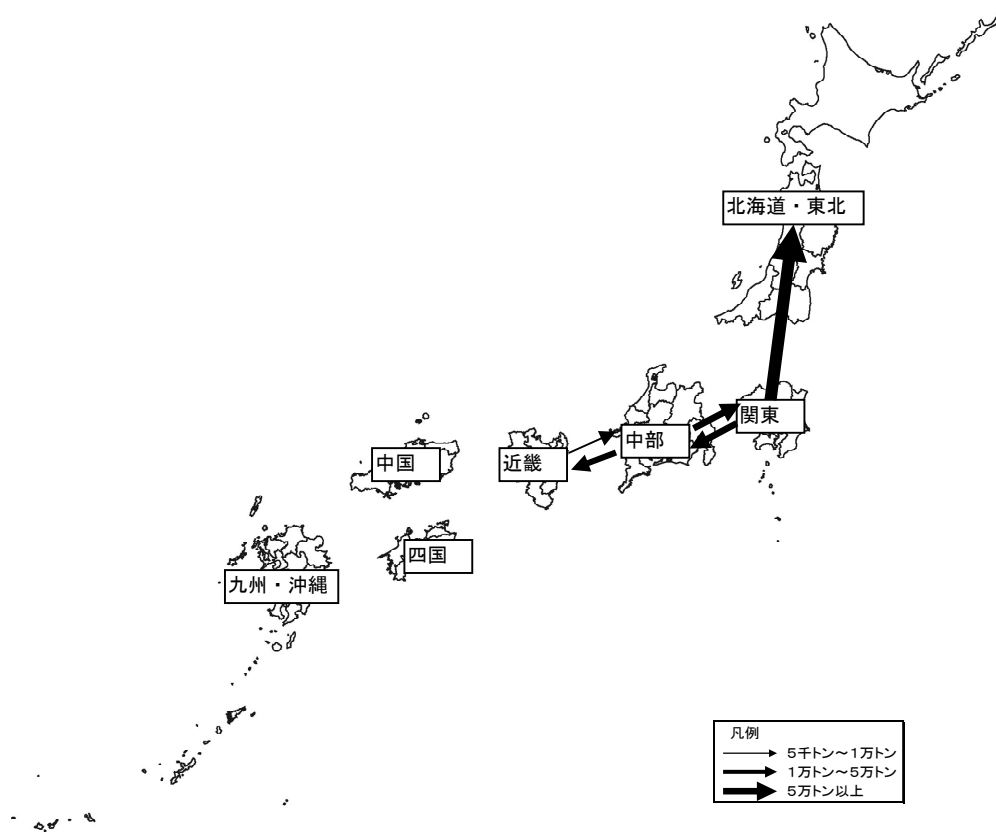 北海道・東北
関東
中部
近畿
中国
四国
九州・沖縄
凡例
5千トン～1万トン
1万トン～5万トン
5万トン以上